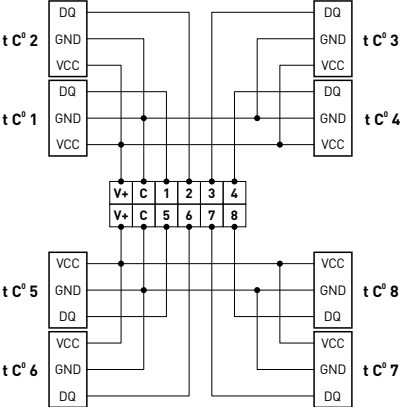 DQ DQ
t C⁰ 2 GND GND t C⁰ 3
VCC VCC
DQ DQ
t C⁰ 1 GND GND t C⁰ 4
VCC VCC
V+ C 1 2 3 4
V+ C 5 6 7 8
VCC VCC
t C⁰ 5 GND GND t C⁰ 8
DQ DQ
VCC VCC
t C⁰ 6 GND GND t C⁰ 7
DQ DQ